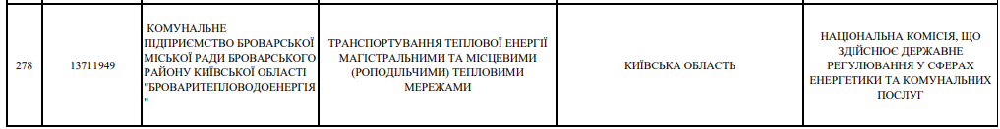 278
13711949
КОМУНАЛЬНЕ
ПІДПРИЄМСТВО БРОВАРСЬКОЇ
МІСЬКОЇ РАДИ БРОВАРСЬКОГО
РАЙОНУ КИЇВСЬКОЇ ОБЛАСТІ
"БРОВАРИТЕПЛОВОДОЕНЕРГІЯ
"
ТРАНСПОРТУВАННЯ ТЕПЛОВОЇ ЕНЕРГІЇ
МАГІСТРАЛЬНИМИ ТА МІСЦЕВИМИ
(РОПОДІЛЬЧИМИ) ТЕПЛОВИМИ
МЕРЕЖАМИ
КИЇВСЬКА ОБЛАСТЬ
НАЦІОНАЛЬНА КОМІСІЯ, ЩО
ЗДІЙСНЮЄ ДЕРЖАВНЕ
РЕГУЛЮВАННЯ У СФЕРАХ
ЕНЕРГЕТИКИ ТА КОМУНАЛЬНИХ
ПОСЛУГ